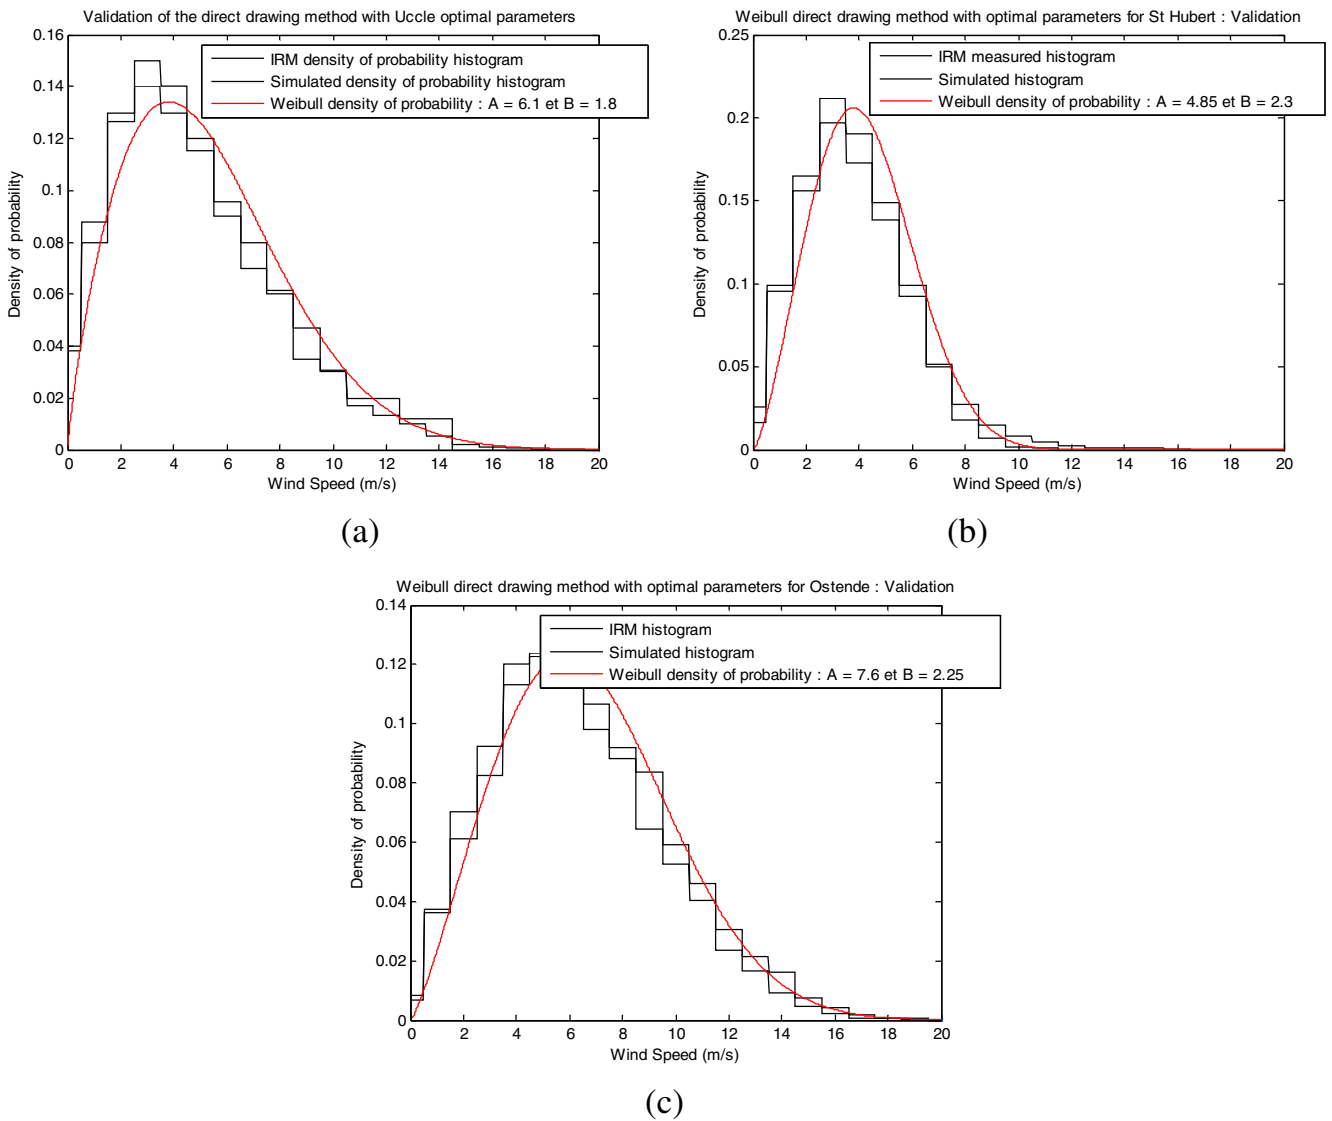 Validation of the direct drawing method with Uccle optimal parameters
0.16
0.14
0.12
0.1
0.08
0.06
0.04
0.02
0
IRM density of probability histogram
Simulated density of probability histogram
Weibull density of probability : A = 6.1 et B = 1.8
Density of probability
0 2 4 6 8 10 12 14 16 18 20
Wind Speed (m/s)
(a)
Weibull direct drawing method with optimal parameters for St Hubert : Validation
0.25
0.2
0.15
0.1
0.05
0
IRM measured histogram
Simulated histogram
Weibull density of probability : A = 4.85 et B = 2.3
Density of probability
0 2 4 6 8 10 12 14 16 18 20
Wind Speed (m/s)
(b)
Weibull direct drawing method with optimal parameters for Ostende : Validation
0.14
0.12
0.1
0.08
0.06
0.04
0.02
0
IRM histogram
Simulated histogram
Weibull density of probability : A = 7.6 et B = 2.25
Density of probability
0 2 4 6 8 10 12 14 16 18 20
Wind Speed (m/s)
(c)